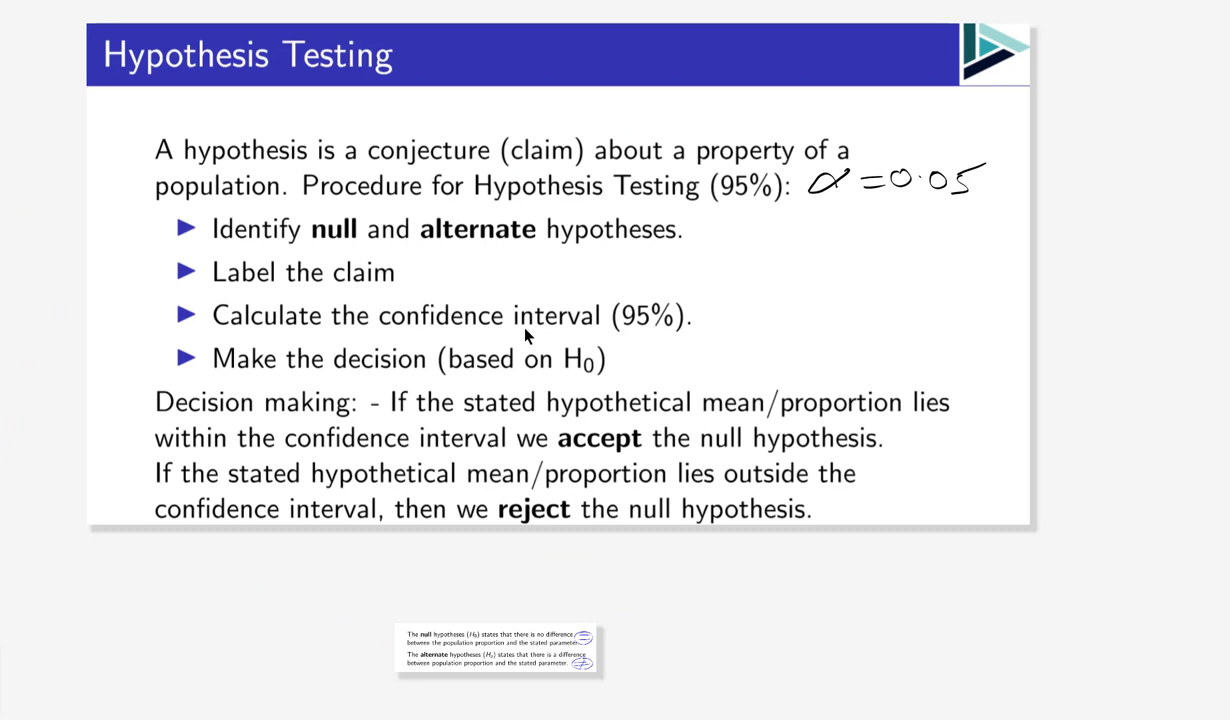 Hypothesis Testing
A hypothesis is a conjecture (claim) about a property of a
population. Procedure for Hypothesis Testing (95%): α = 0.05
▶ Identify null and alternate hypotheses.
▶ Label the claim
▶ Calculate the confidence interval (95%).
▶ Make the decision (based on H₀)
Decision making: - If the stated hypothetical mean/proportion lies
within the confidence interval we accept the null hypothesis.
If the stated hypothetical mean/proportion lies outside the
confidence interval, then we reject the null hypothesis.
The null hypotheses (H₀) states that there is no difference =
between the population proportion and the stated parameter.
The alternate hypotheses (Hₐ) states that there is a difference
between population proportion and the stated parameter. ≠